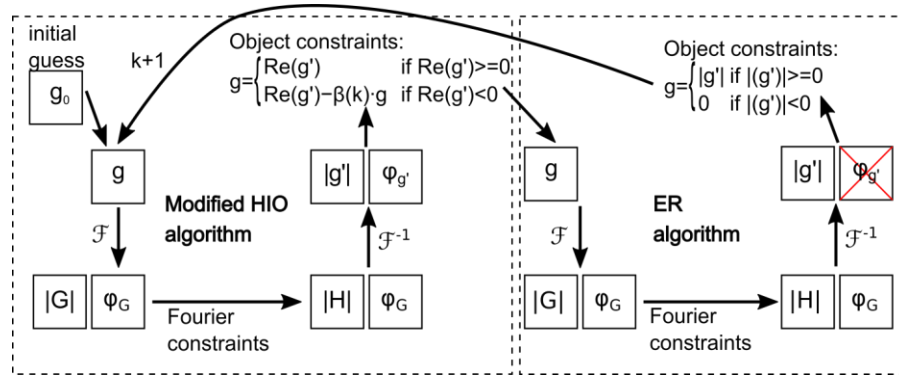 initial
guess
g₀
k+1
Object constraints:
g={Re(g') if Re(g')>=0
Re(g')−β(k)·g if Re(g')<0
g
|g'| φg'
Modified HIO
algorithm
ℱ
ℱ⁻¹
|G| φG
Fourier
constraints
|H| φG
Object constraints:
g={|g'| if |(g')|>=0
0 if |(g')|<0
g
|g'| φg'
ER
algorithm
ℱ
ℱ⁻¹
|G| φG
Fourier
constraints
|H| φG